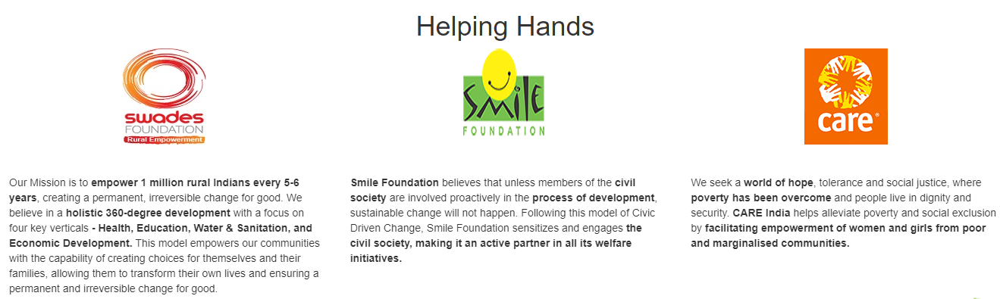 Helping Hands
swades
FOUNDATION
Rural Empowerment
SMILE
FOUNDATION
care®
Our Mission is to empower 1 million rural Indians every 5-6
years, creating a permanent, irreversible change for good. We
believe in a holistic 360-degree development with a focus on
four key verticals - Health, Education, Water & Sanitation, and
Economic Development. This model empowers our communities
with the capability of creating choices for themselves and their
families, allowing them to transform their own lives and ensuring a
permanent and irreversible change for good.
Smile Foundation believes that unless members of the civil
society are involved proactively in the process of development,
sustainable change will not happen. Following this model of Civic
Driven Change, Smile Foundation sensitizes and engages the
civil society, making it an active partner in all its welfare
initiatives.
We seek a world of hope, tolerance and social justice, where
poverty has been overcome and people live in dignity and
security. CARE India helps alleviate poverty and social exclusion
by facilitating empowerment of women and girls from poor
and marginalised communities.